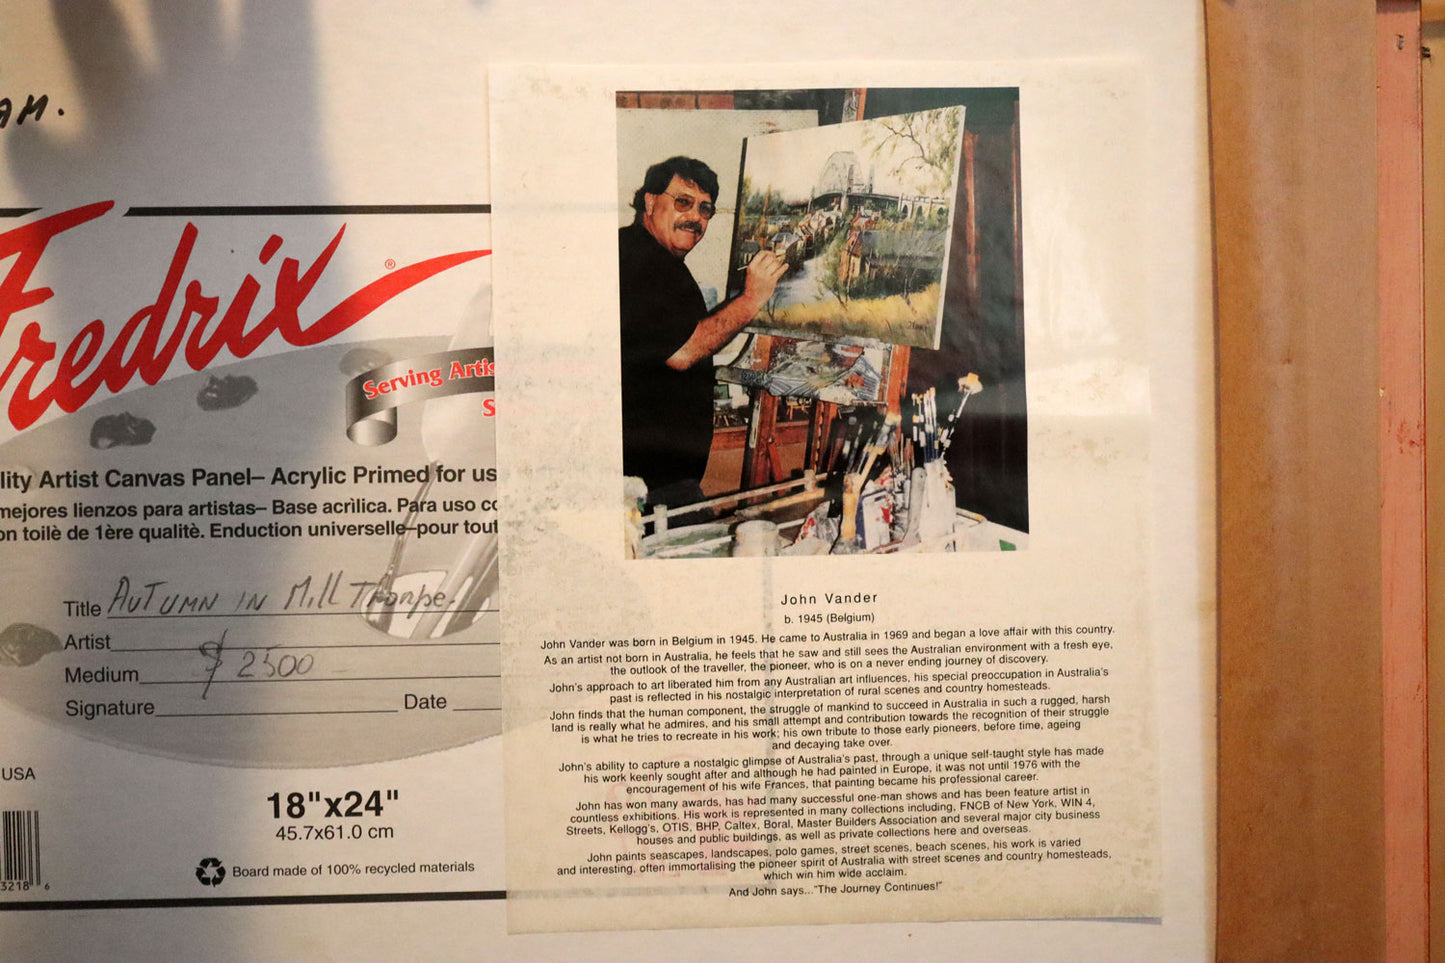 AM.
Fredrix®
Serving Artis
S
lity Artist Canvas Panel– Acrylic Primed for us
mejores lienzos para artistas– Base acrìlica. Para uso co
on toilè de 1ère qualitè. Enduction universelle–pour tout
Title AUTUMN IN Mill Thorpe.
Artist
Medium $2500
Signature Date
USA
18"x24"
45.7x61.0 cm
Board made of 100% recycled materials
3218 6
John Vander
b. 1945 (Belgium)
John Vander was born in Belgium in 1945. He came to Australia in 1969 and began a love affair with this country.
As an artist not born in Australia, he feels that he saw and still sees the Australian environment with a fresh eye,
the outlook of the traveller, the pioneer, who is on a never ending journey of discovery.
John's approach to art liberated him from any Australian art influences, his special preoccupation in Australia's
past is reflected in his nostalgic interpretation of rural scenes and country homesteads.
John finds that the human component, the struggle of mankind to succeed in Australia in such a rugged, harsh
land is really what he admires, and his small attempt and contribution towards the recognition of their struggle
is what he tries to recreate in his work; his own tribute to those early pioneers, before time, ageing
and decaying take over.
John's ability to capture a nostalgic glimpse of Australia's past, through a unique self-taught style has made
his work keenly sought after and although he had painted in Europe, it was not until 1976 with the
encouragement of his wife Frances, that painting became his professional career.
John has won many awards, has had many successful one-man shows and has been feature artist in
countless exhibitions. His work is represented in many collections including, FNCB of New York, WIN 4,
Streets, Kellogg's, OTIS, BHP, Caltex, Boral, Master Builders Association and several major city business
houses and public buildings, as well as private collections here and overseas.
John paints seascapes, landscapes, polo games, street scenes, beach scenes, his work is varied
and interesting, often immortalising the pioneer spirit of Australia with street scenes and country homesteads,
which win him wide acclaim.
And John says..."The Journey Continues!"